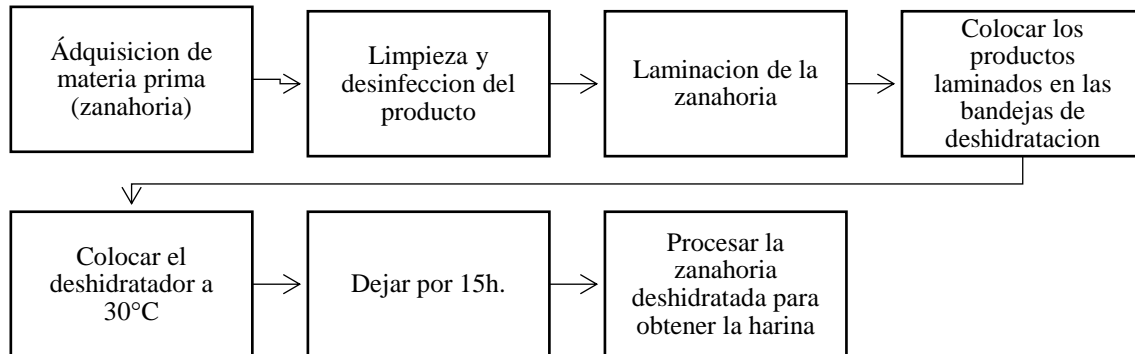 Ádquisicion de
materia prima
(zanahoria)
Limpieza y
desinfeccion del
producto
Laminacion de la
zanahoria
Colocar los
productos
laminados en las
bandejas de
deshidratacion
Colocar el
deshidratador a
30°C
Dejar por 15h.
Procesar la
zanahoria
deshidratada para
obtener la harina